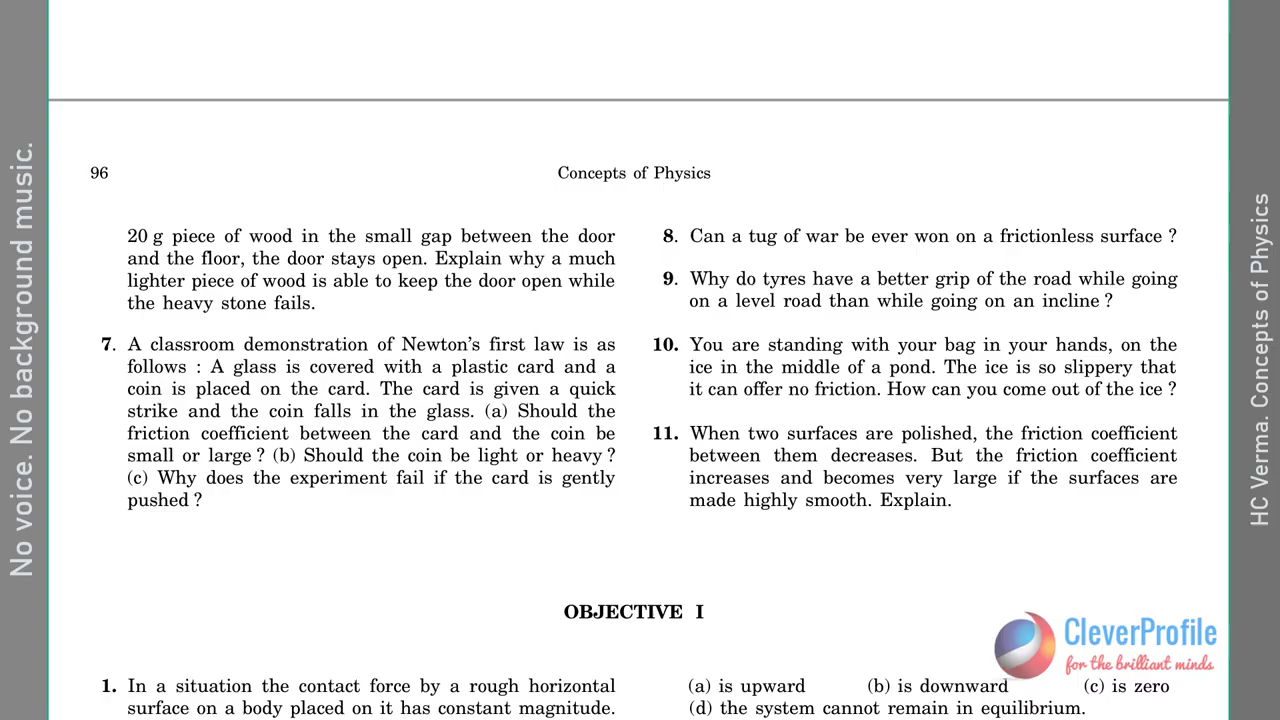 No voice. No background music.
96
Concepts of Physics
20 g piece of wood in the small gap between the door
and the floor, the door stays open. Explain why a much
lighter piece of wood is able to keep the door open while
the heavy stone fails.
7. A classroom demonstration of Newton's first law is as
follows : A glass is covered with a plastic card and a
coin is placed on the card. The card is given a quick
strike and the coin falls in the glass. (a) Should the
friction coefficient between the card and the coin be
small or large ? (b) Should the coin be light or heavy ?
(c) Why does the experiment fail if the card is gently
pushed ?
8. Can a tug of war be ever won on a frictionless surface ?
9. Why do tyres have a better grip of the road while going
on a level road than while going on an incline ?
10. You are standing with your bag in your hands, on the
ice in the middle of a pond. The ice is so slippery that
it can offer no friction. How can you come out of the ice ?
11. When two surfaces are polished, the friction coefficient
between them decreases. But the friction coefficient
increases and becomes very large if the surfaces are
made highly smooth. Explain.
OBJECTIVE I
1. In a situation the contact force by a rough horizontal
surface on a body placed on it has constant magnitude.
(a) is upward (b) is downward (c) is zero
(d) the system cannot remain in equilibrium.
CleverProfile
for the brilliant minds
HC Verma. Concepts of Physics